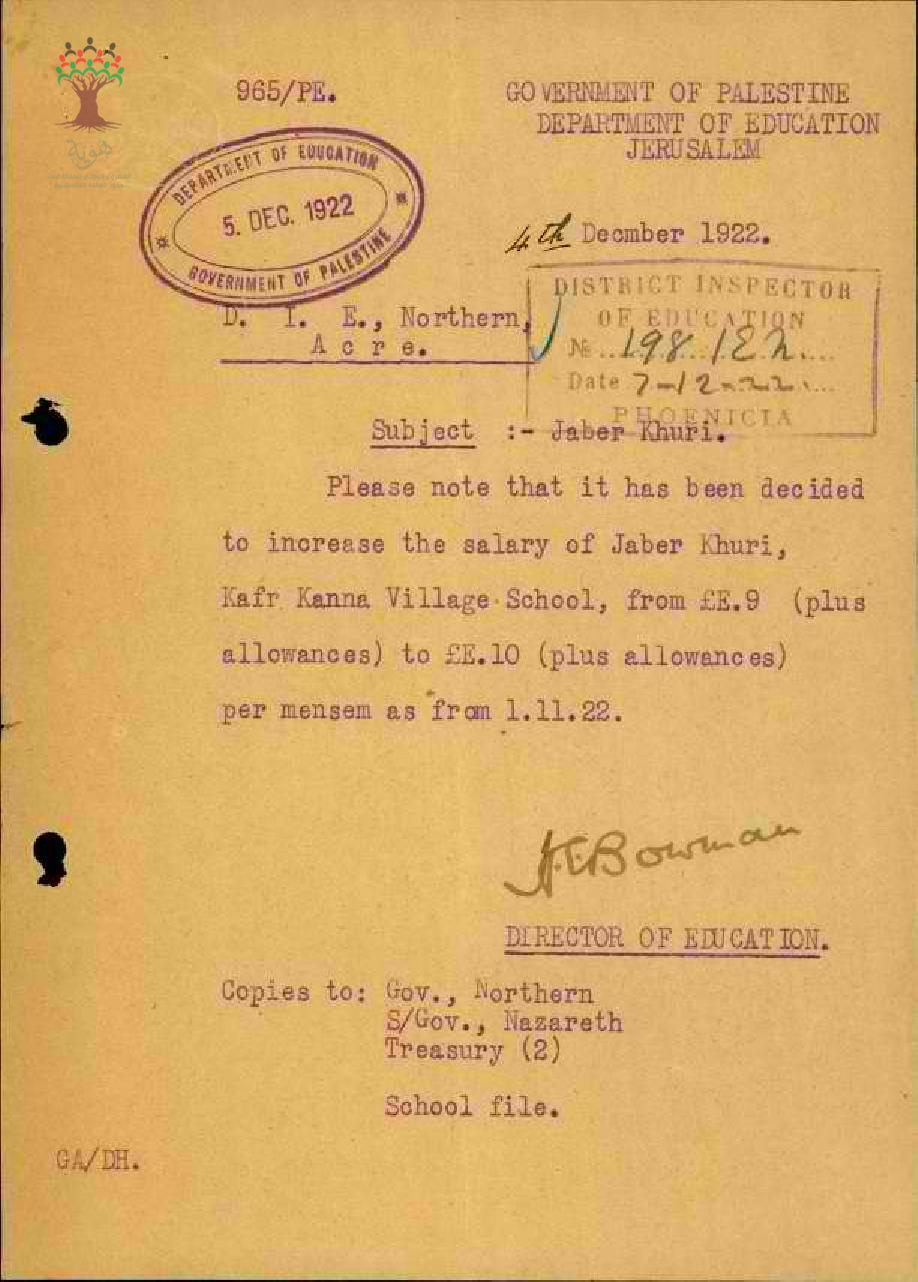 هوية
965/PE.
GOVERNMENT OF PALESTINE
DEPARTMENT OF EDUCATION
JERUSALEM
DEPARTMENT OF EDUCATION
5. DEC. 1922
GOVERNMENT OF PALESTINE
4th Decmber 1922.
D. I. E., Northern,
Acre.
DISTRICT INSPECTOR
OF EDUCATION
№ 198/E2
Date 7-12-22
PHOENICIA
Subject :- Jaber Khuri.
Please note that it has been decided
to increase the salary of Jaber Khuri,
Kafr Kanna Village School, from £E.9 (plus
allowances) to £E.10 (plus allowances)
per mensem as from 1.11.22.
H.E.Bowman
DIRECTOR OF EDUCATION.
Copies to: Gov., Northern
S/Gov., Nazareth
Treasury (2)
School file.
GA/DH.